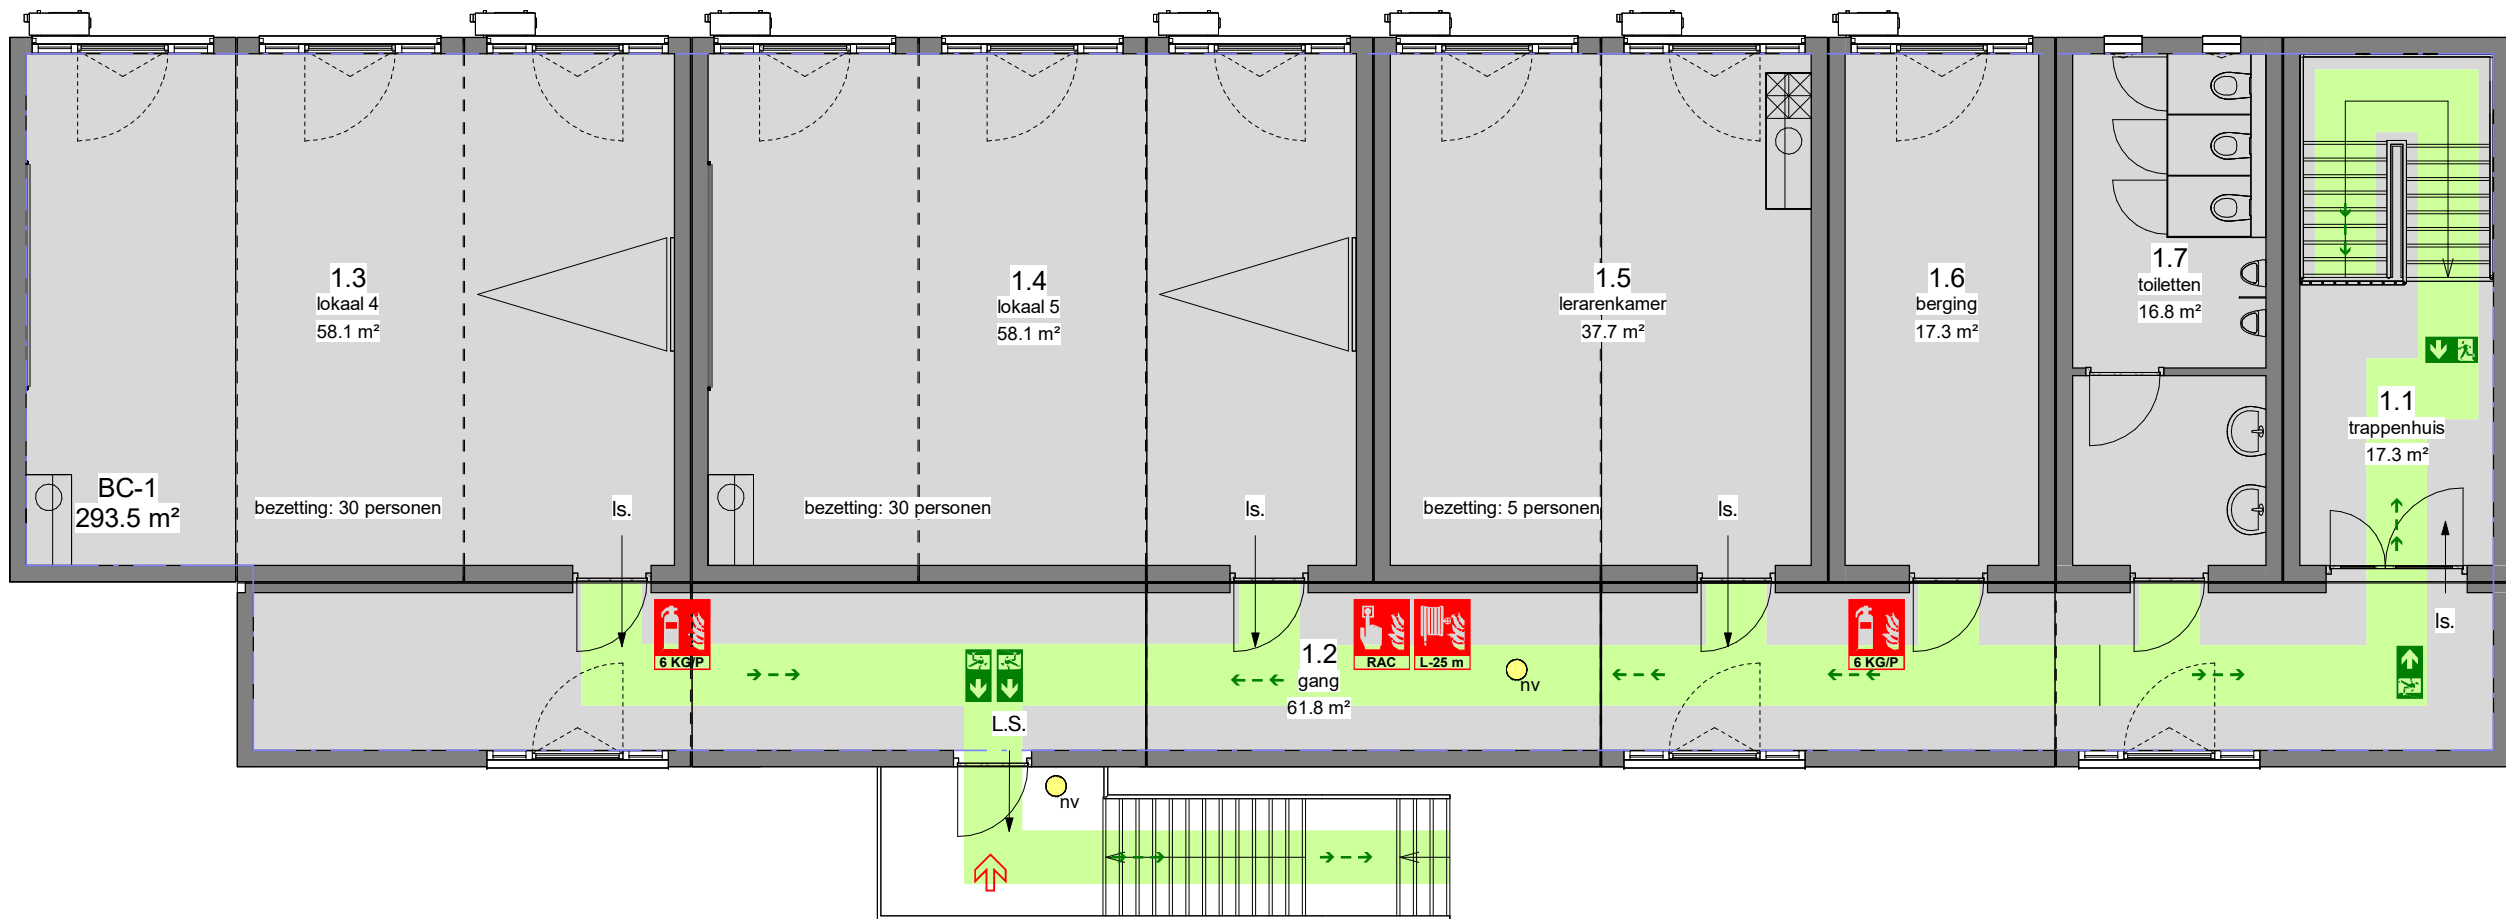 1.3
lokaal 4
58.1 m²
1.4
lokaal 5
58.1 m²
1.5
lerarenkamer
37.7 m²
1.6
berging
17.3 m²
1.7
toiletten
16.8 m²
1.1
trappenhuis
17.3 m²
BC-1
293.5 m²
bezetting: 30 personen
ls.
bezetting: 30 personen
ls.
bezetting: 5 personen
ls.
ls.
6 KG/P
RAC
L-25 m
6 KG/P
1.2
gang
61.8 m²
nv
L.S.
nv